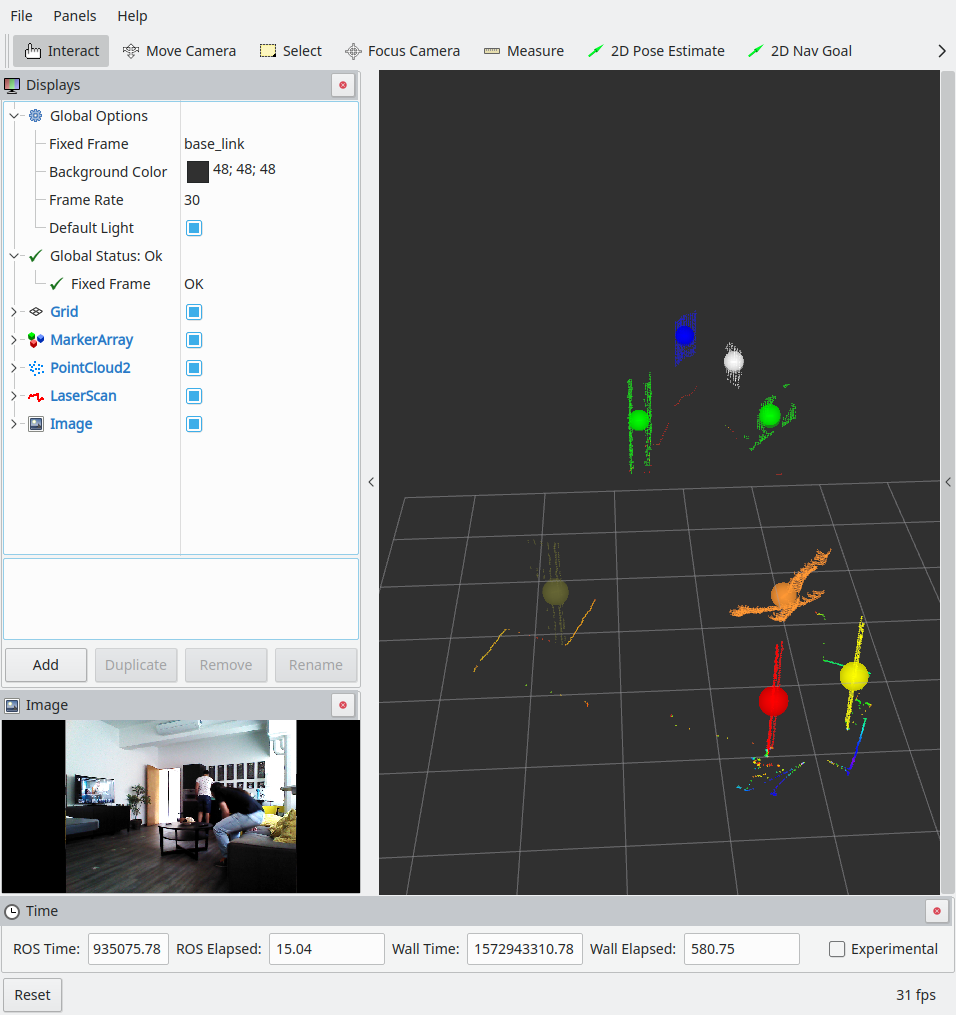 File Panels Help
Interact Move Camera Select Focus Camera Measure 2D Pose Estimate 2D Nav Goal
Displays
Global Options
Fixed Frame base_link
Background Color 48; 48; 48
Frame Rate 30
Default Light
Global Status: Ok
Fixed Frame OK
Grid
MarkerArray
PointCloud2
LaserScan
Image
Add Duplicate Remove Rename
Image
Time
ROS Time: 935075.78 ROS Elapsed: 15.04 Wall Time: 1572943310.78 Wall Elapsed: 580.75 Experimental
Reset 31 fps